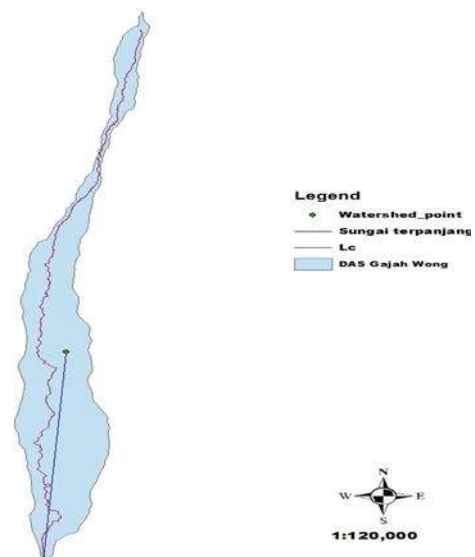 Legend
Watershed_point
Sungai terpanjang
Lc
DAS Gajah Wong
N
W E
S
1:120,000